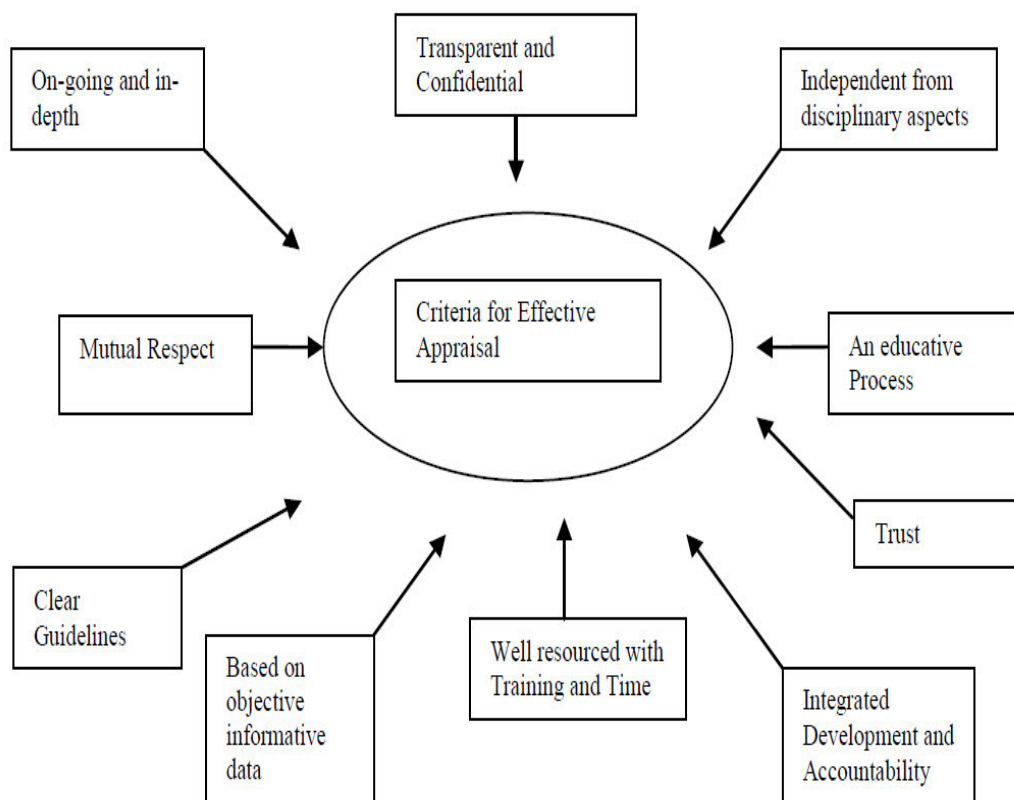 Transparent and
Confidential
On-going and in-
depth
Independent from
disciplinary aspects
Criteria for Effective
Appraisal
Mutual Respect
An educative
Process
Trust
Clear
Guidelines
Based on
objective
informative
data
Well resourced with
Training and Time
Integrated
Development and
Accountability